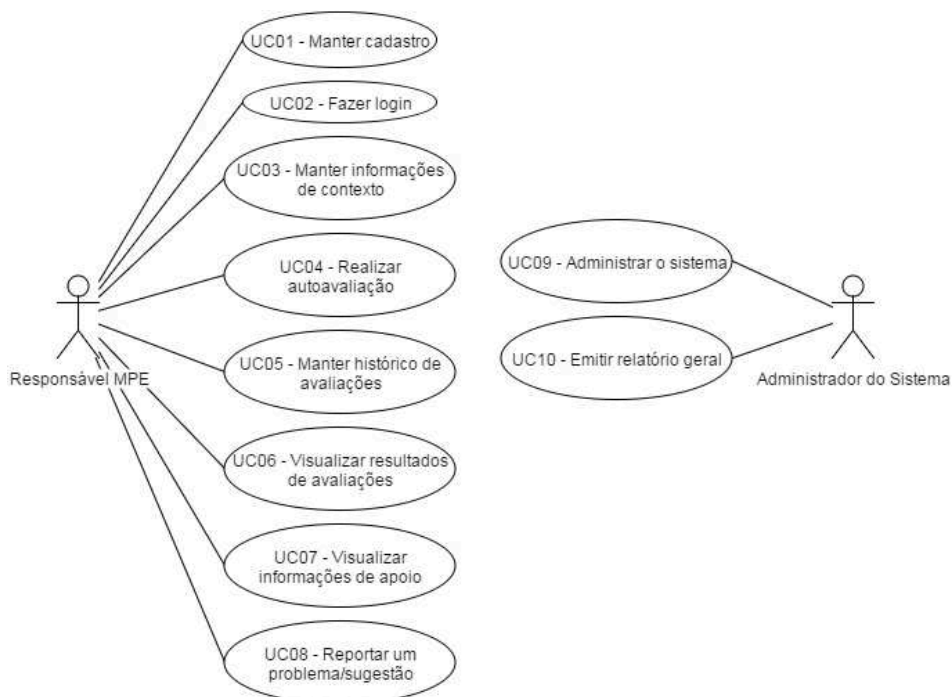 UC01 - Manter cadastro
UC02 - Fazer login
UC03 - Manter informações
de contexto
UC04 - Realizar
autoavaliação
UC05 - Manter histórico de
avaliações
UC06 - Visualizar resultados
de avaliações
UC07 - Visualizar
informações de apoio
UC08 - Reportar um
problema/sugestão
Responsável MPE
UC09 - Administrar o sistema
UC10 - Emitir relatório geral
Administrador do Sistema